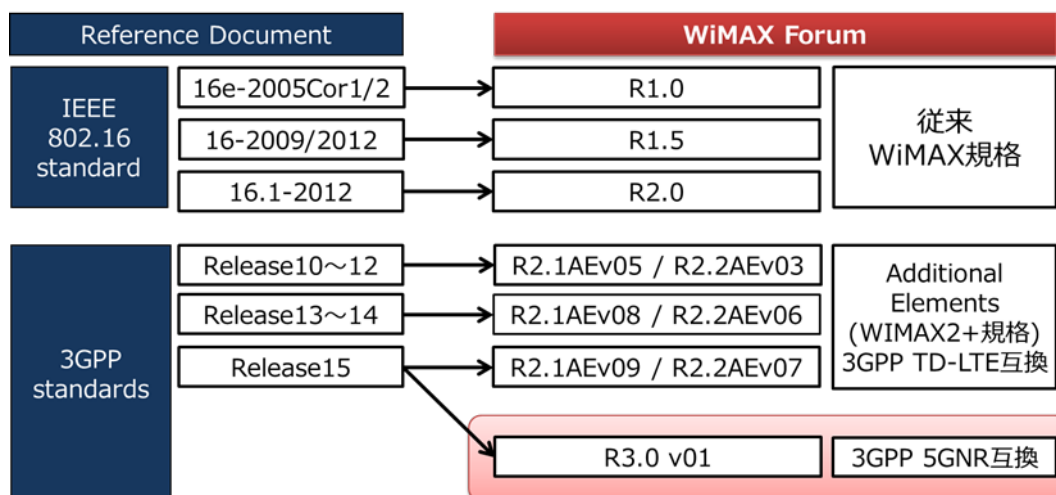 Reference Document
WiMAX Forum
IEEE
802.16
standard
16e-2005Cor1/2
R1.0
16-2009/2012
R1.5
16.1-2012
R2.0
従来
WiMAX規格
3GPP
standards
Release10～12
R2.1AEv05 / R2.2AEv03
Release13～14
R2.1AEv08 / R2.2AEv06
Release15
R2.1AEv09 / R2.2AEv07
Additional
Elements
(WIMAX2+規格)
3GPP TD-LTE互換
R3.0 v01
3GPP 5GNR互換